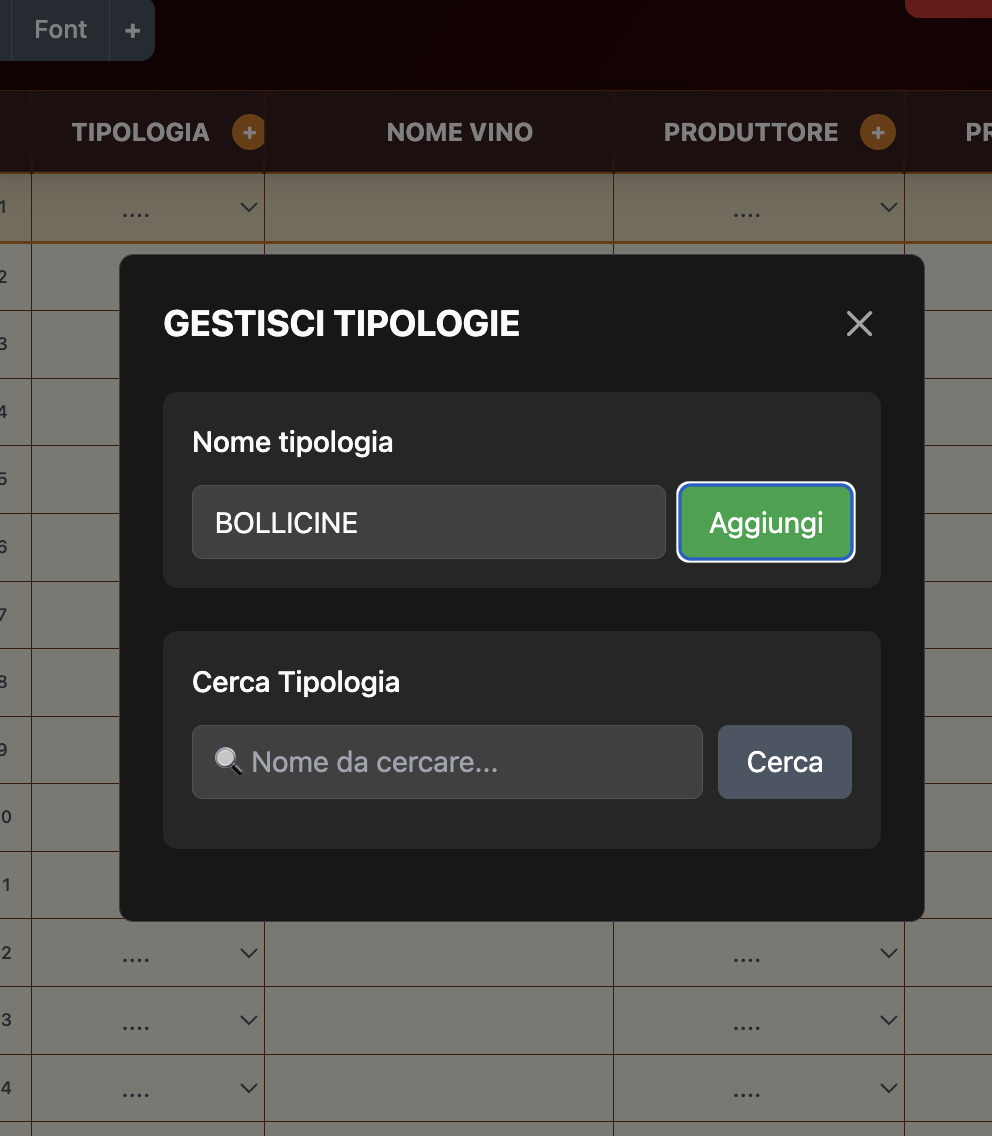 Font +
TIPOLOGIA + NOME VINO PRODUTTORE + PR
1 .... ....
2
3
4
5
6
7
8
9
0
1
2 .... ....
3 .... ....
4 .... ....
GESTISCI TIPOLOGIE
Nome tipologia
BOLLICINE Aggiungi
Cerca Tipologia
🔍 Nome da cercare... Cerca